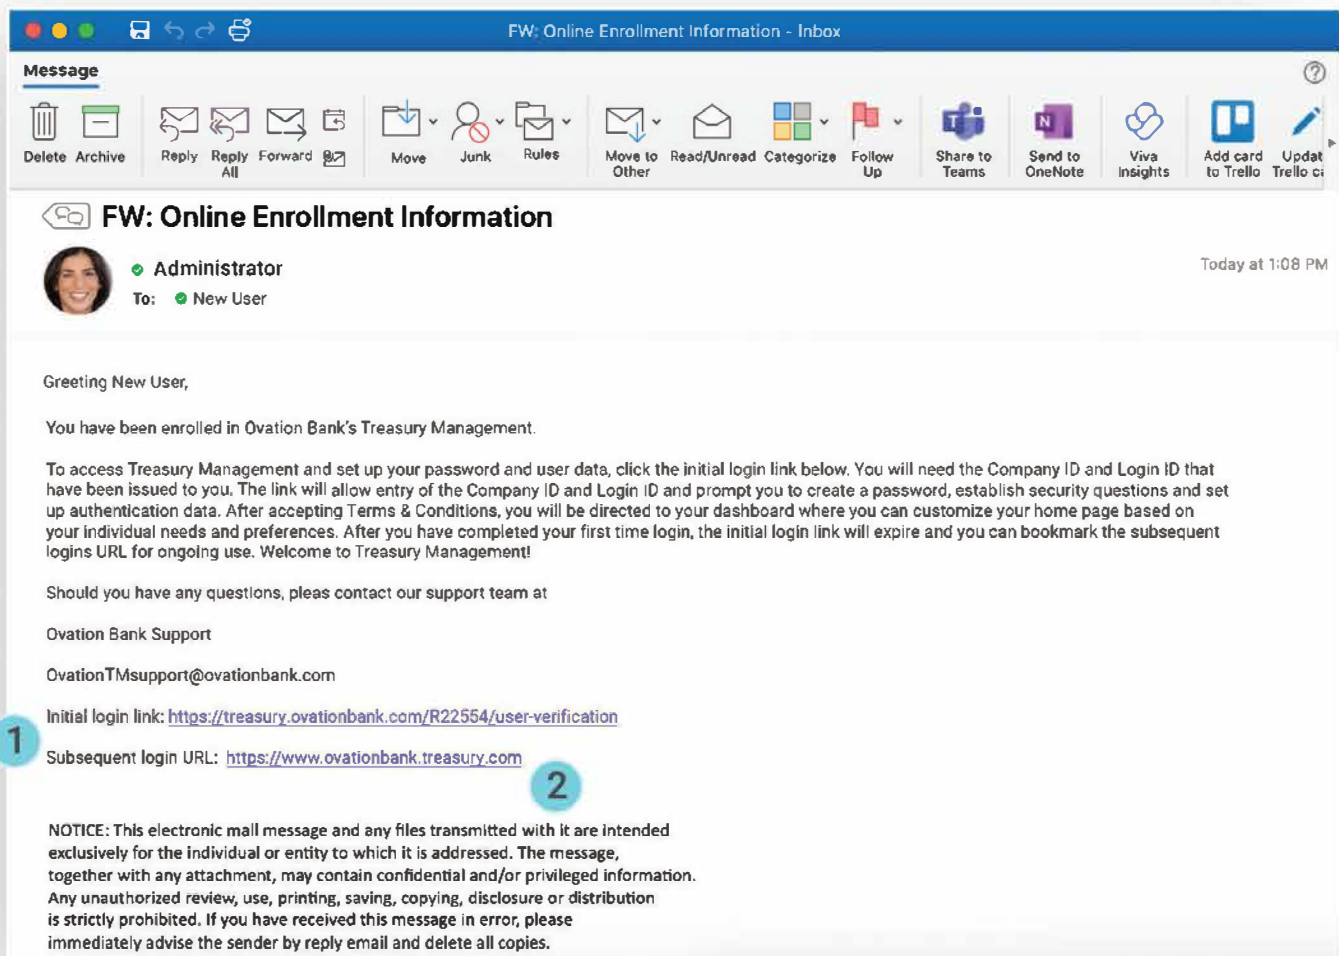 FW: Online Enrollment Information - Inbox
Message
Delete Archive Reply Reply All Forward Move Junk Rules Move to Other Read/Unread Categorize Follow Up Share to Teams Send to OneNote Viva Insights Add card to Trello Updat Trello ca
FW: Online Enrollment Information
Administrator
Today at 1:08 PM
To: New User
Greeting New User,
You have been enrolled in Ovation Bank's Treasury Management.
To access Treasury Management and set up your password and user data, click the initial login link below. You will need the Company ID and Login ID that
have been issued to you. The link will allow entry of the Company ID and Login ID and prompt you to create a password, establish security questions and set
up authentication data. After accepting Terms & Conditions, you will be directed to your dashboard where you can customize your home page based on
your individual needs and preferences. After you have completed your first time login, the initial login link will expire and you can bookmark the subsequent
logins URL for ongoing use. Welcome to Treasury Management!
Should you have any questions, pleas contact our support team at
Ovation Bank Support
OvationTMsupport@ovationbank.com
Initial login link: https://treasury.ovationbank.com/R22554/user-verification
1
Subsequent login URL: https://www.ovationbank.treasury.com
2
NOTICE: This electronic mail message and any files transmitted with it are intended
exclusively for the individual or entity to which it is addressed. The message,
together with any attachment, may contain confidential and/or privileged information.
Any unauthorized review, use, printing, saving, copying, disclosure or distribution
is strictly prohibited. If you have received this message in error, please
immediately advise the sender by reply email and delete all copies.